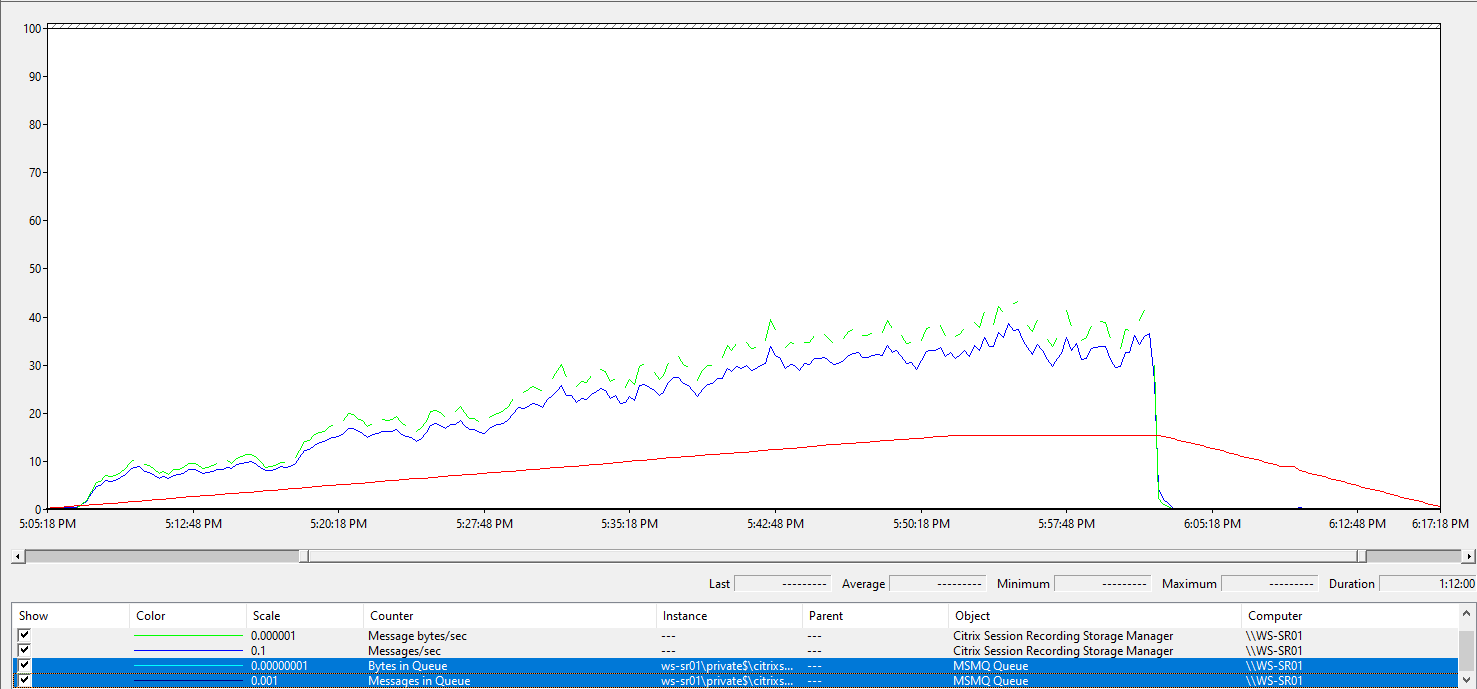 100
90
80
70
60
50
40
30
20
10
0
5:05:18 PM 5:12:48 PM 5:20:18 PM 5:27:48 PM 5:35:18 PM 5:42:48 PM 5:50:18 PM 5:57:48 PM 6:05:18 PM 6:12:48 PM 6:17:18 PM
Last --------- Average --------- Minimum --------- Maximum --------- Duration 1:12:00
Show Color Scale Counter Instance Parent Object Computer
0.000001 Message bytes/sec --- --- Citrix Session Recording Storage Manager \\WS-SR01
0.1 Messages/sec --- --- Citrix Session Recording Storage Manager \\WS-SR01
0.00000001 Bytes in Queue ws-sr01\private$\citrixs... --- MSMQ Queue \\WS-SR01
0.001 Messages in Queue ws-sr01\private$\citrixs... --- MSMQ Queue \\WS-SR01